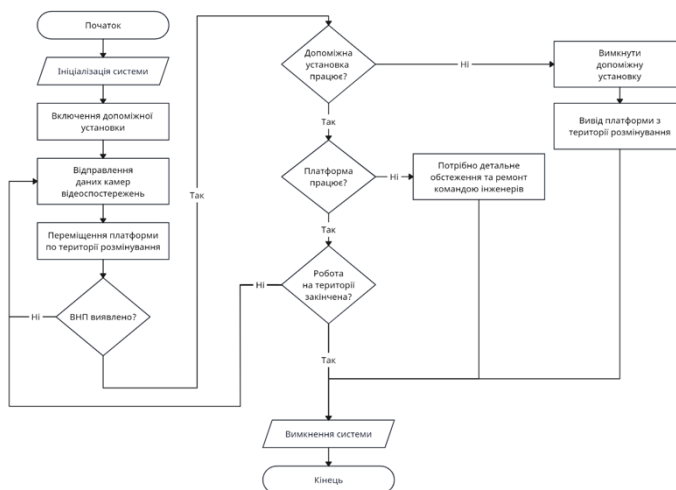 Початок
Ініціалізація системи
Включення допоміжної
установки
Відправлення
даних камер
відеоспостережень
Переміщення платформи
по території розмінування
ВНП виявлено?
Ні
Так
Допоміжна
установка
працює?
Ні
Вимкнути
допоміжну
установку
Вивід платформи з
території розмінування
Так
Платформа
працює?
Ні
Потрібно детальне
обстеження та ремонт
командою інженерів
Так
Робота
на території
закінчена?
Ні
Так
Вимкнення системи
Кінець